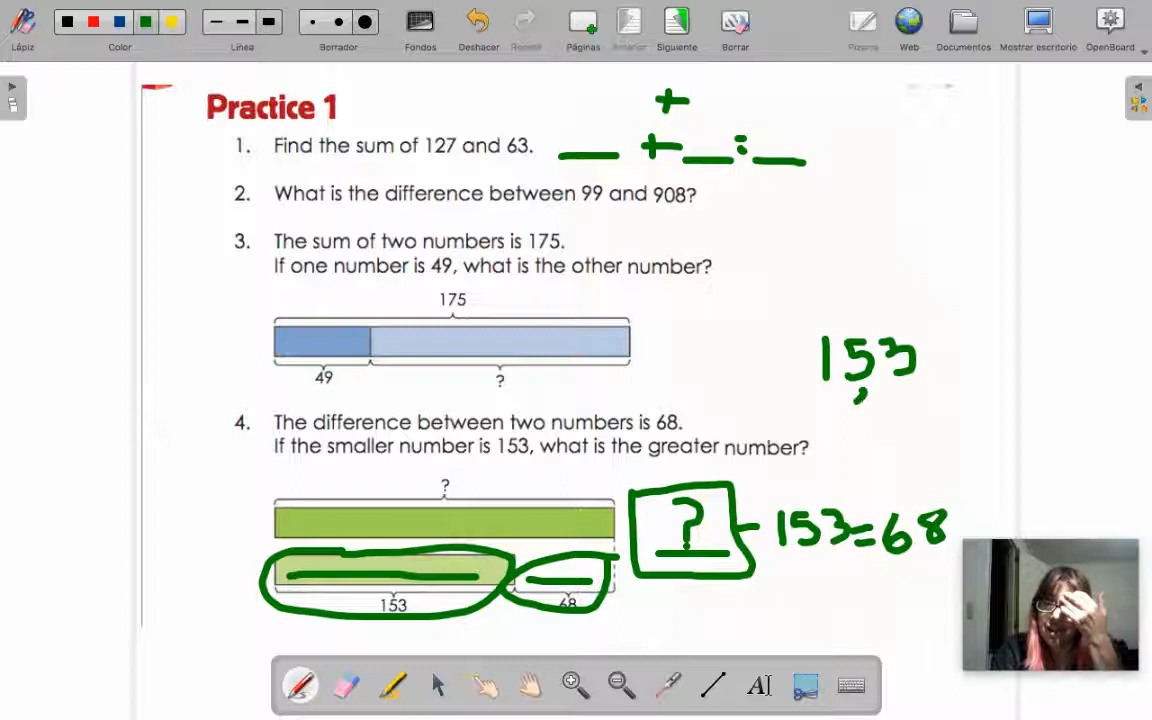 Lápiz
Color
Línea
Borrador
Fondos
Deshacer
Páginas
Siguiente
Borrar
Pizarra
Web
Documentos
Mostrar escritorio
OpenBoard
Practice 1
+
1. Find the sum of 127 and 63. __ + __ = __
2. What is the difference between 99 and 908?
3. The sum of two numbers is 175.
If one number is 49, what is the other number?
175
49
?
153
4. The difference between two numbers is 68.
If the smaller number is 153, what is the greater number?
?
? - 153=68
153
68
AI